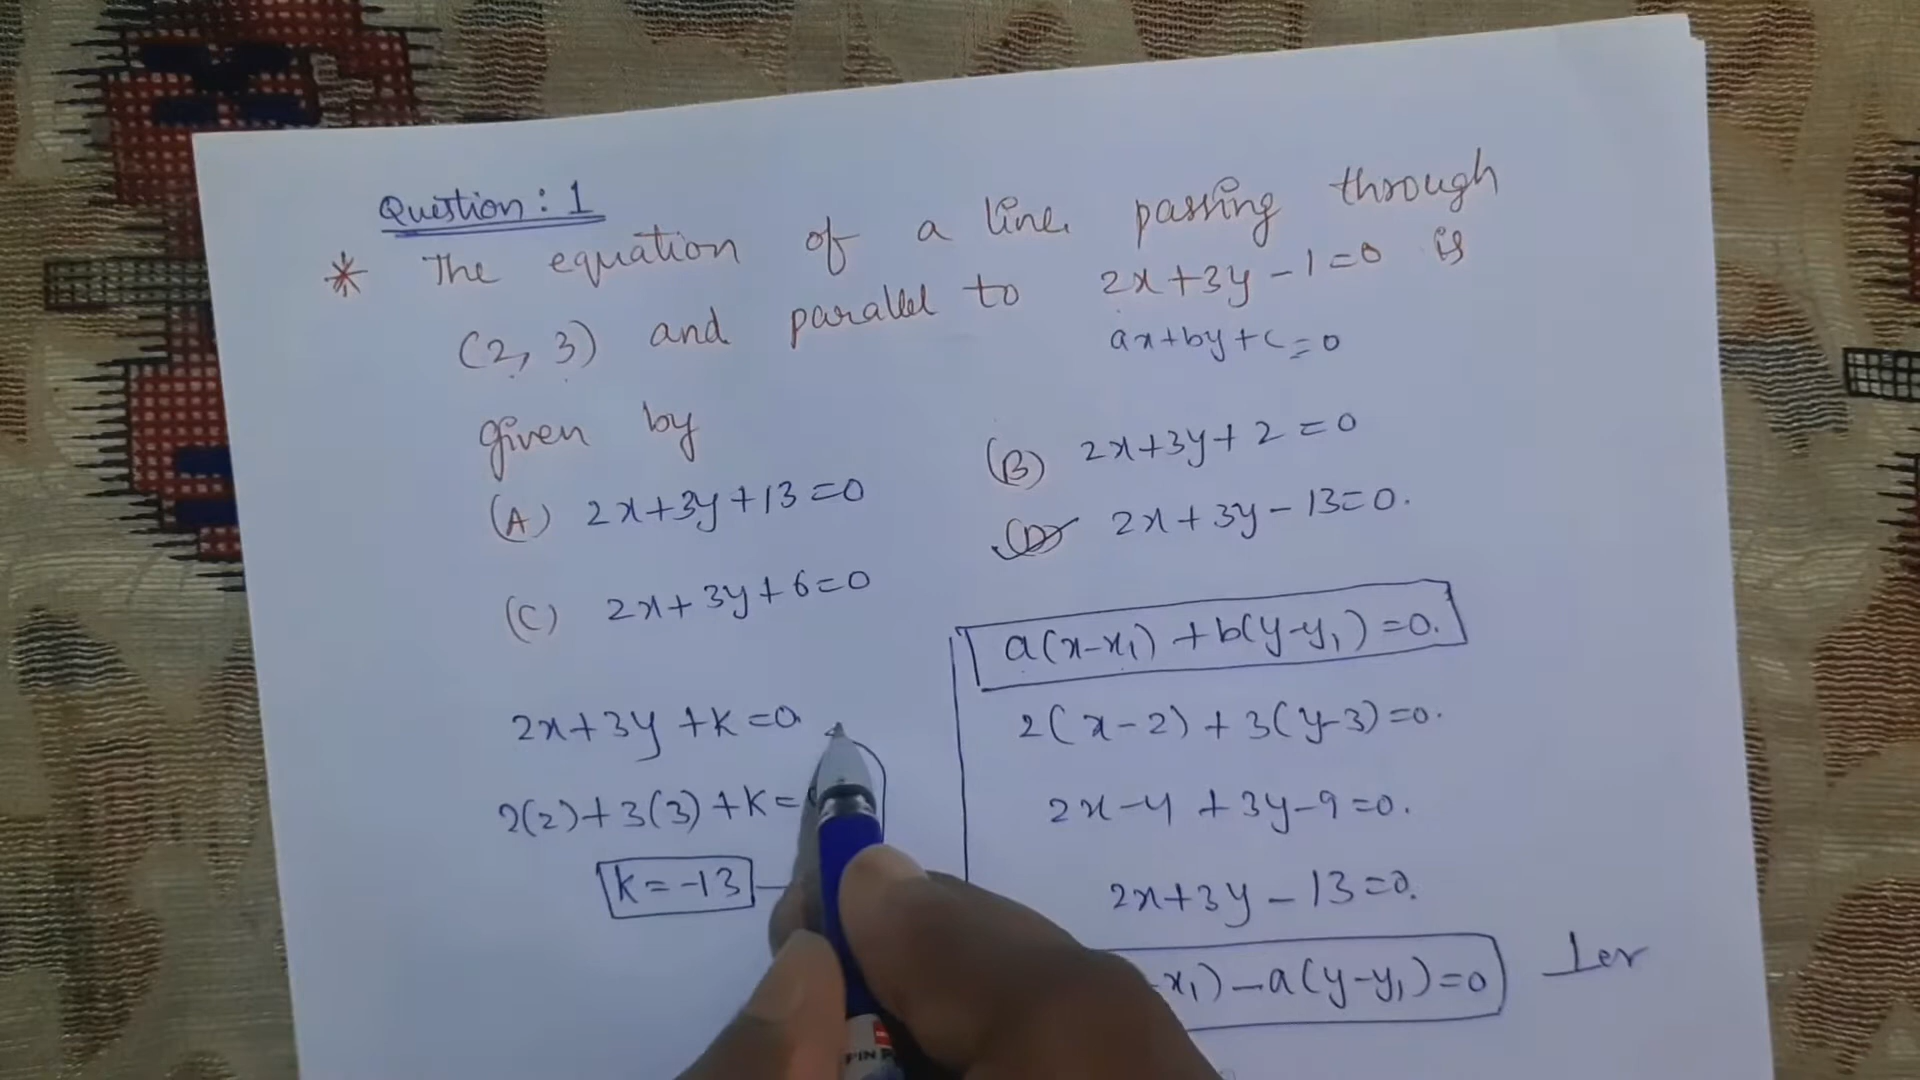 Question : 1
* The equation of a line passing through
(2, 3) and parallel to 2x+3y-1=0 is
ax+by+c=0
given by
(A) 2x+3y+13=0
(B) 2x+3y+2=0
(C) 2x+3y+6=0
(D) 2x+3y-13=0.
2x+3y+k=0
2(2)+3(3)+k=
k=-13
a(x-x₁)+b(y-y₁)=0.
2(x-2)+3(y-3)=0.
2x-4+3y-9=0.
2x+3y-13=0.
x₁)-a(y-y₁)=0 ⊥er